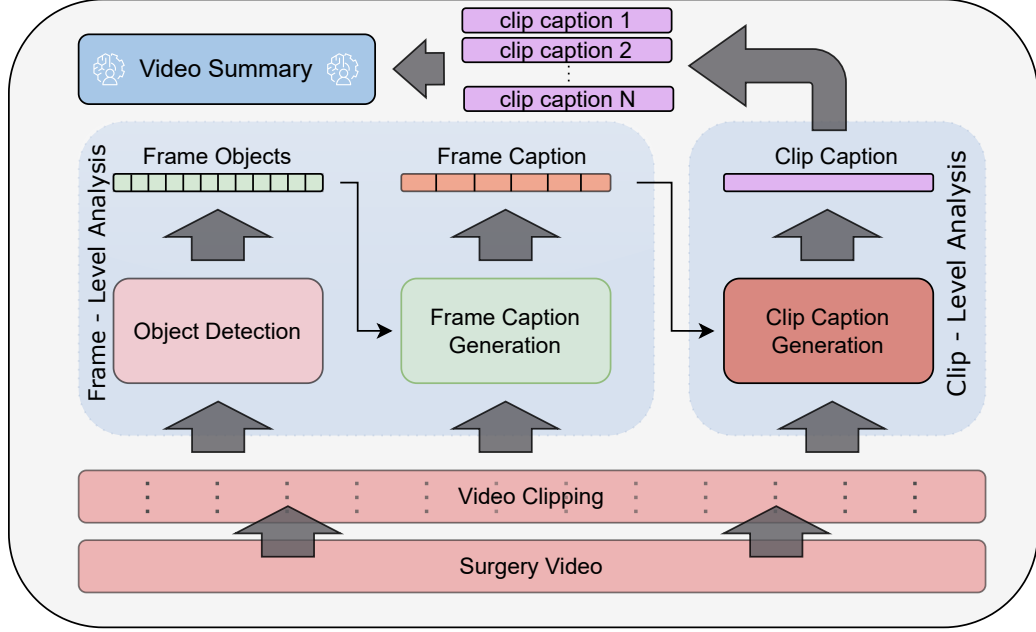 clip caption 1
clip caption 2
clip caption N
Video Summary
Frame - Level Analysis
Frame Objects
Frame Caption
Clip Caption
Clip - Level Analysis
Object Detection
Frame Caption
Generation
Clip Caption
Generation
Video Clipping
Surgery Video